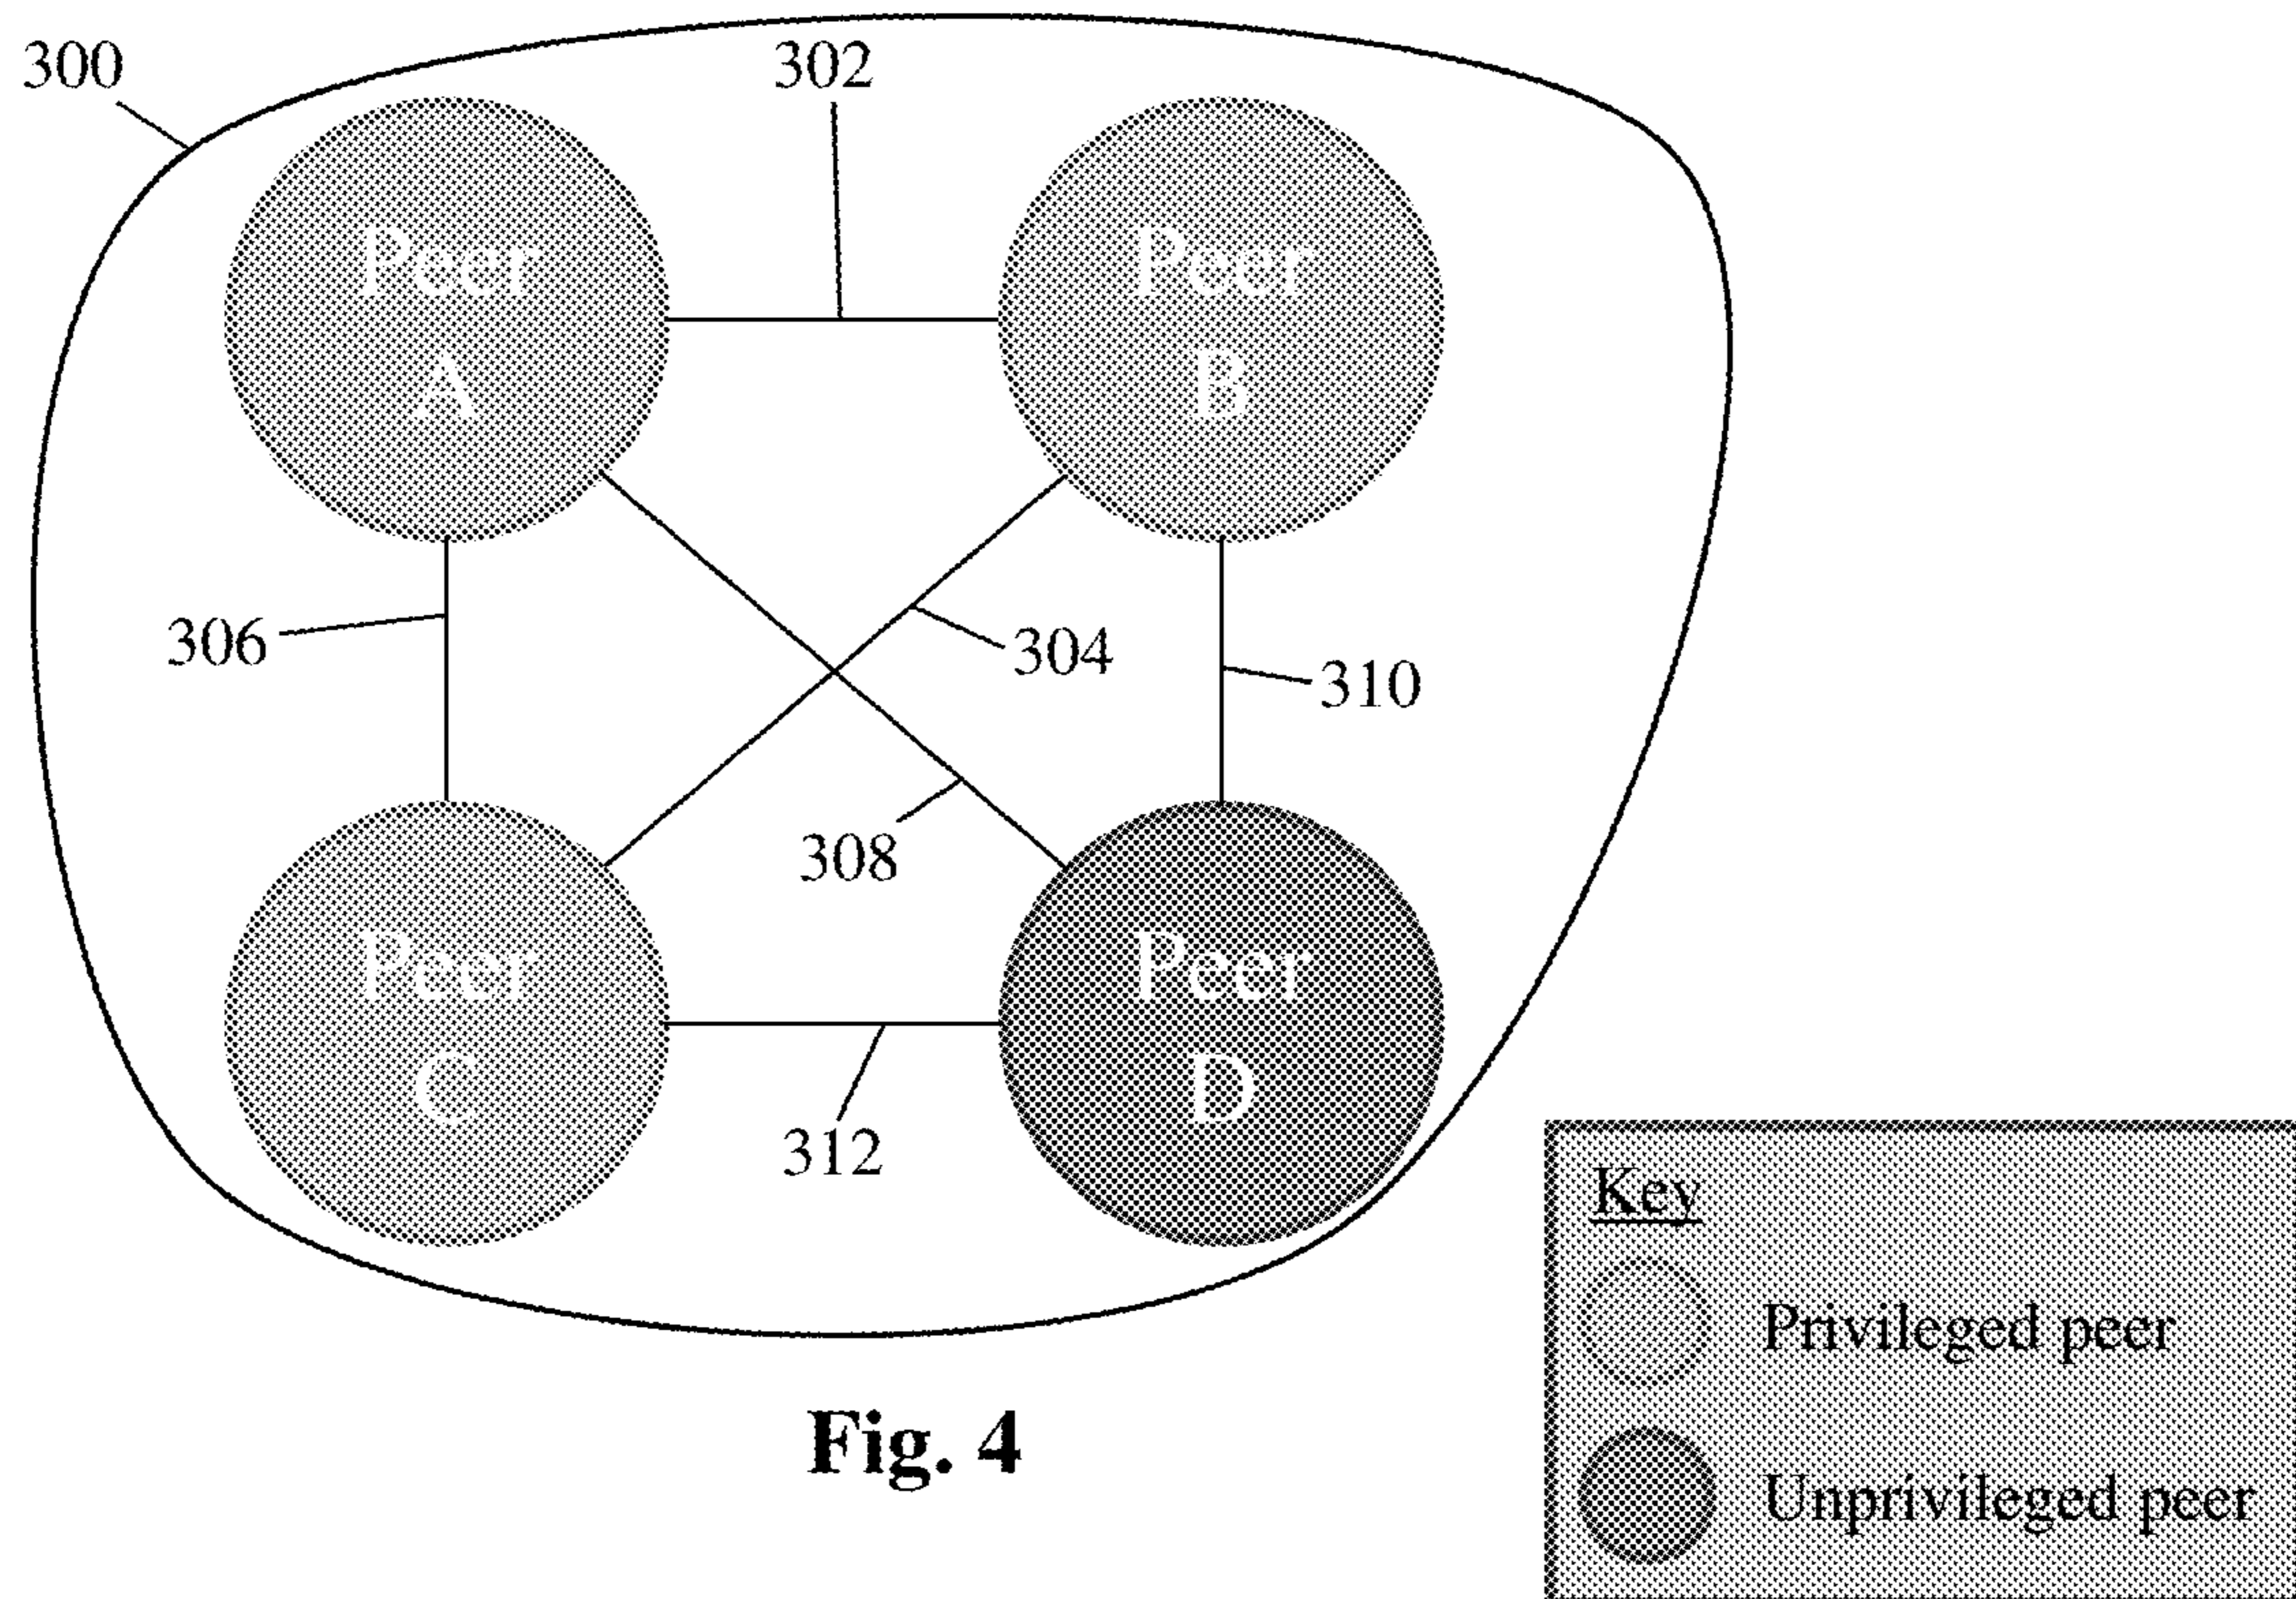 300
302
Peer
A
Peer
B
306
304
310
308
Peer
C
Peer
D
312
Key
Privileged peer
Unprivileged peer
Fig. 4